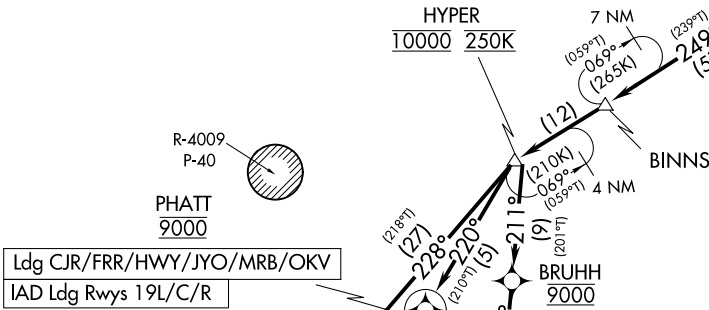 HYPER
10000 250K
7 NM
(059°T)
069°
(265K)
(239°T)
249
(5
(12)
BINNS
R-4009
P-40
(210K)
069°
(059°T)
4 NM
PHATT
9000
(218°T)
(27)
228°
220°
(5)
(210°T)
211°
(9)
(201°T)
Ldg CJR/FRR/HWY/JYO/MRB/OKV
IAD Ldg Rwys 19L/C/R
BRUHH
9000